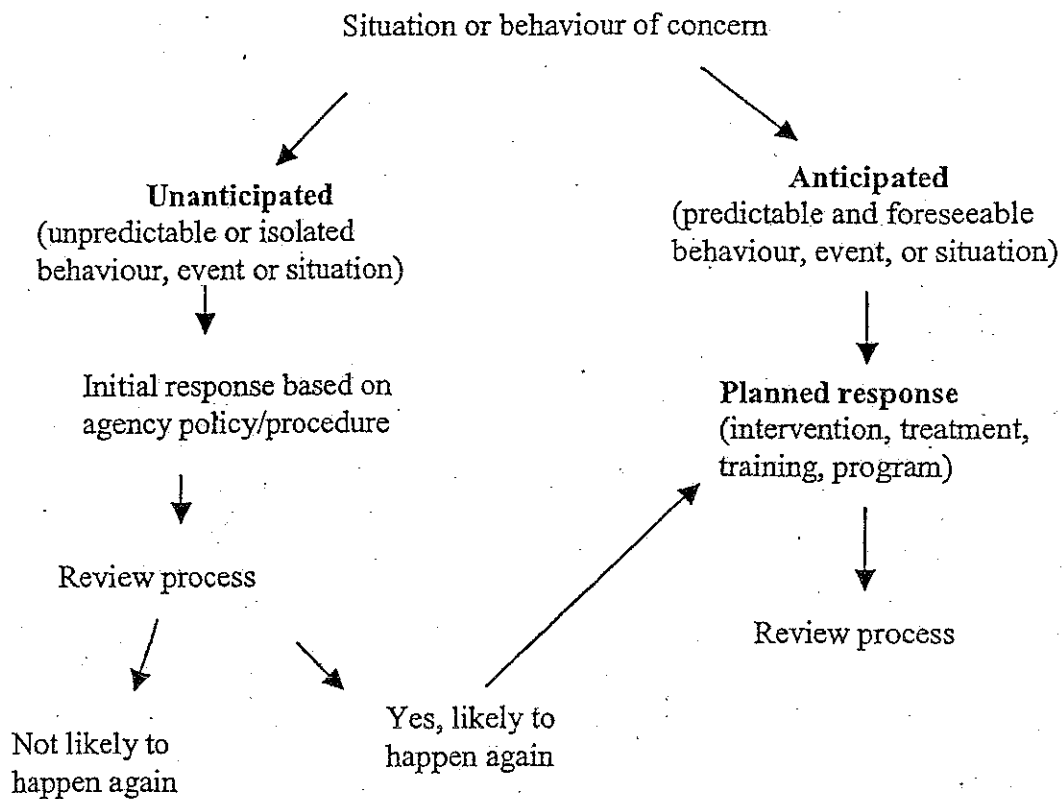 Situation or behaviour of concern
Unanticipated
(unpredictable or isolated
behaviour, event or situation)
Anticipated
(predictable and foreseeable
behaviour, event, or situation)
Initial response based on
agency policy/procedure
Planned response
(intervention, treatment,
training, program)
Review process
Review process
Not likely to
happen again
Yes, likely to
happen again